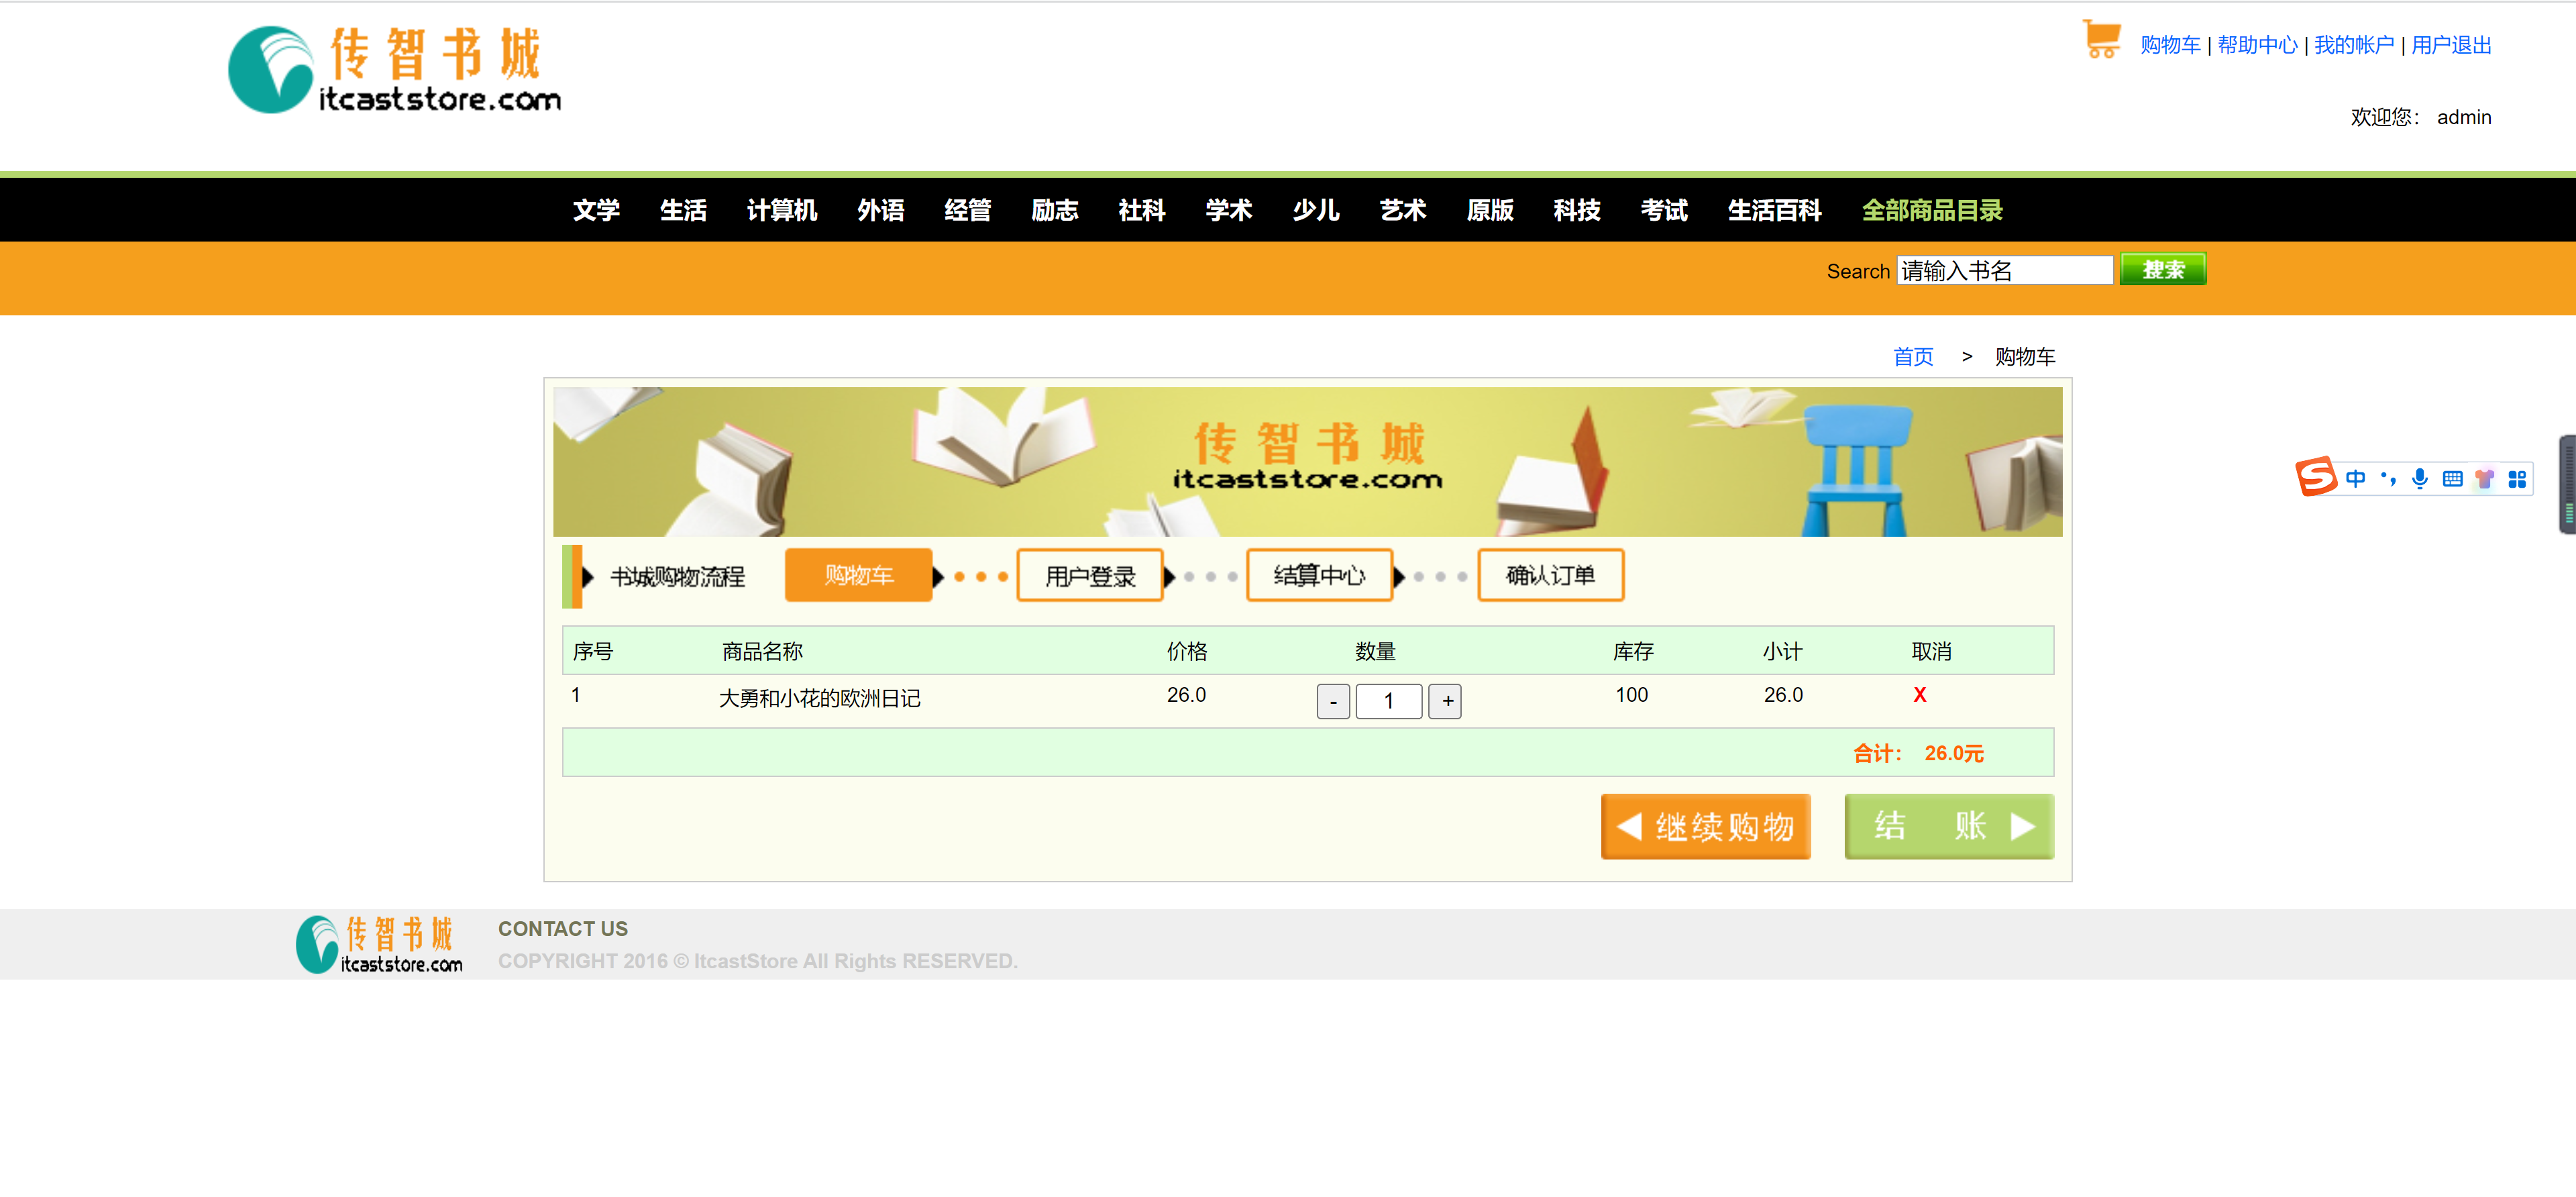 传智书城
itcaststore.com
购物车 | 帮助中心 | 我的帐户 | 用户退出
欢迎您： admin
文学 生活 计算机 外语 经管 励志 社科 学术 少儿 艺术 原版 科技 考试 生活百科 全部商品目录
Search 请输入书名 搜索
首页 > 购物车
传智书城
itcaststore.com
中
书城购物流程 购物车 用户登录 结算中心 确认订单
序号 商品名称 价格 数量 库存 小计 取消
1 大勇和小花的欧洲日记 26.0 - 1 + 100 26.0 X
合计： 26.0元
继续购物 结 账
传智书城
itcaststore.com
CONTACT US
COPYRIGHT 2016 © ItcastStore All Rights RESERVED.